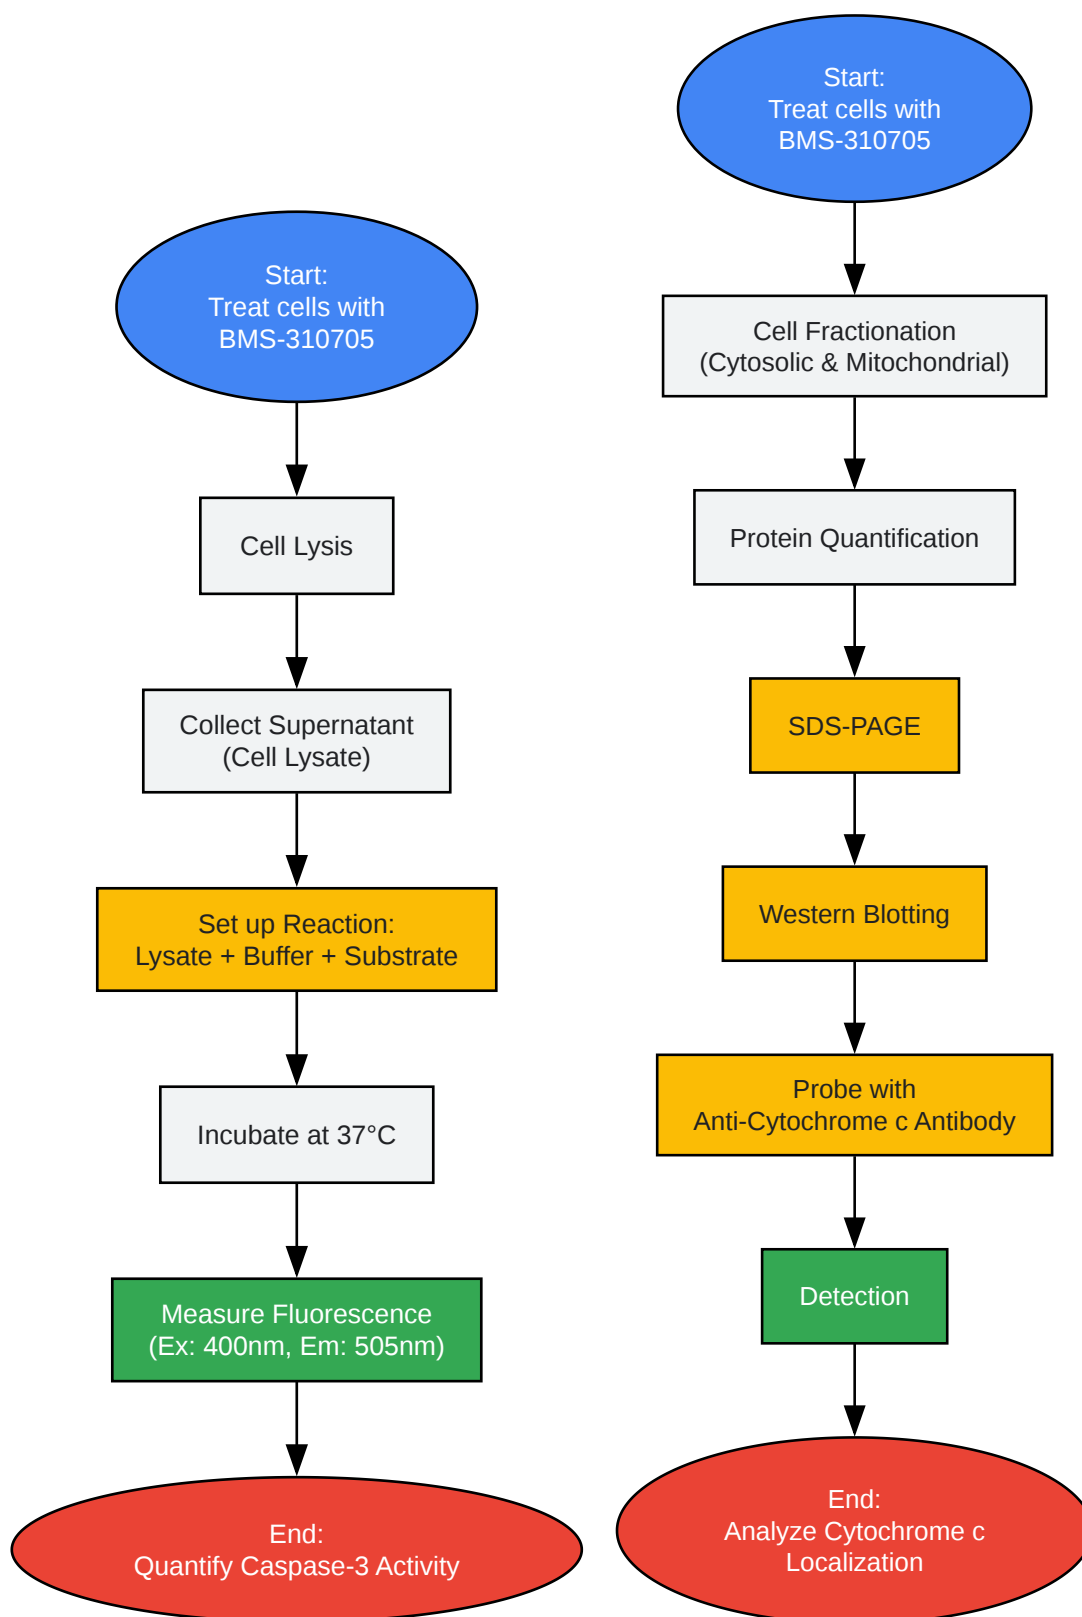 Start:
Treat cells with
BMS-310705
Cell Lysis
Collect Supernatant
(Cell Lysate)
Set up Reaction:
Lysate + Buffer + Substrate
Incubate at 37°C
Measure Fluorescence
(Ex: 400nm, Em: 505nm)
End:
Quantify Caspase-3 Activity
Start:
Treat cells with
BMS-310705
Cell Fractionation
(Cytosolic & Mitochondrial)
Protein Quantification
SDS-PAGE
Western Blotting
Probe with
Anti-Cytochrome c Antibody
Detection
End:
Analyze Cytochrome c
Localization